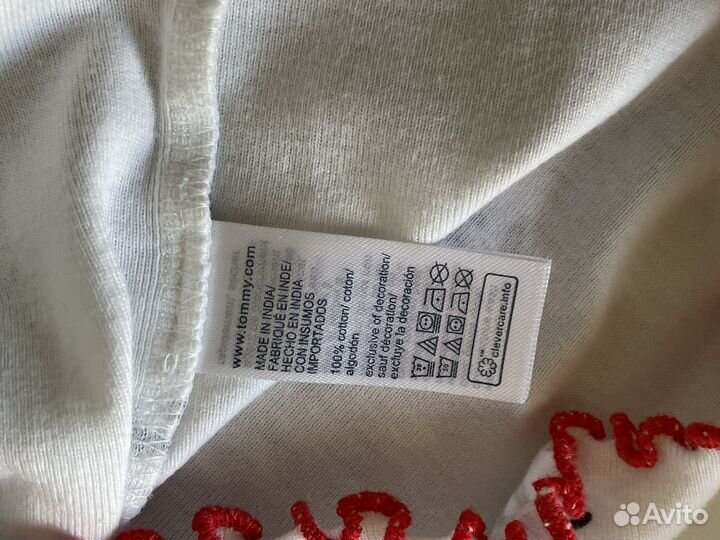 www.tommy.com
MADE IN INDIA/
FABRIQUÉ EN INDE/
HECHO EN INDIA
CON INSUMOS
IMPORTADOS
100% cotton/ coton/
algodón
exclusive of decoration/
sauf décoration/
excluye la decoración
clevercare.info
Avito